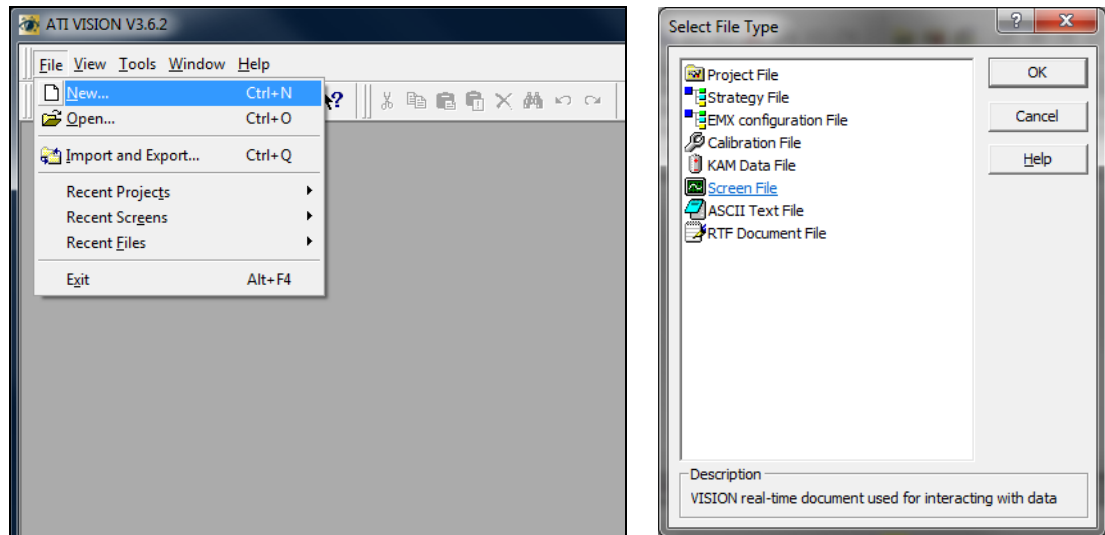 ATI VISION V3.6.2
File View Tools Window Help
New... Ctrl+N
Open... Ctrl+O
Import and Export... Ctrl+Q
Recent Projects
Recent Screens
Recent Files
Exit Alt+F4
Select File Type
Project File
Strategy File
EMX configuration File
Calibration File
KAM Data File
Screen File
ASCII Text File
RTF Document File
OK
Cancel
Help
Description
VISION real-time document used for interacting with data